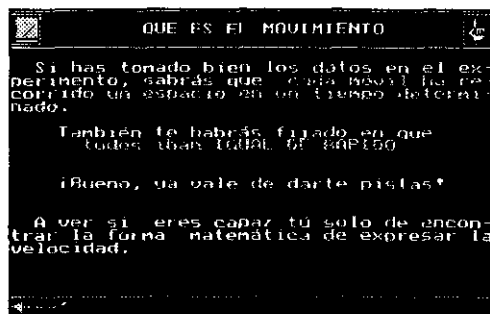 QUE ES EL MOVIMIENTO
Si has tomado bien los datos en el ex-
perimento, sabrás que cada móvil ha re-
corrido un espacio en un tiempo determi-
nado.
También te habrás fijado en que
todos iban IGUAL DE RAPIDO
¡Bueno, ya vale de darte pistas!
A ver si eres capaz tú solo de encon-
trar la forma matemática de expresar la
velocidad.